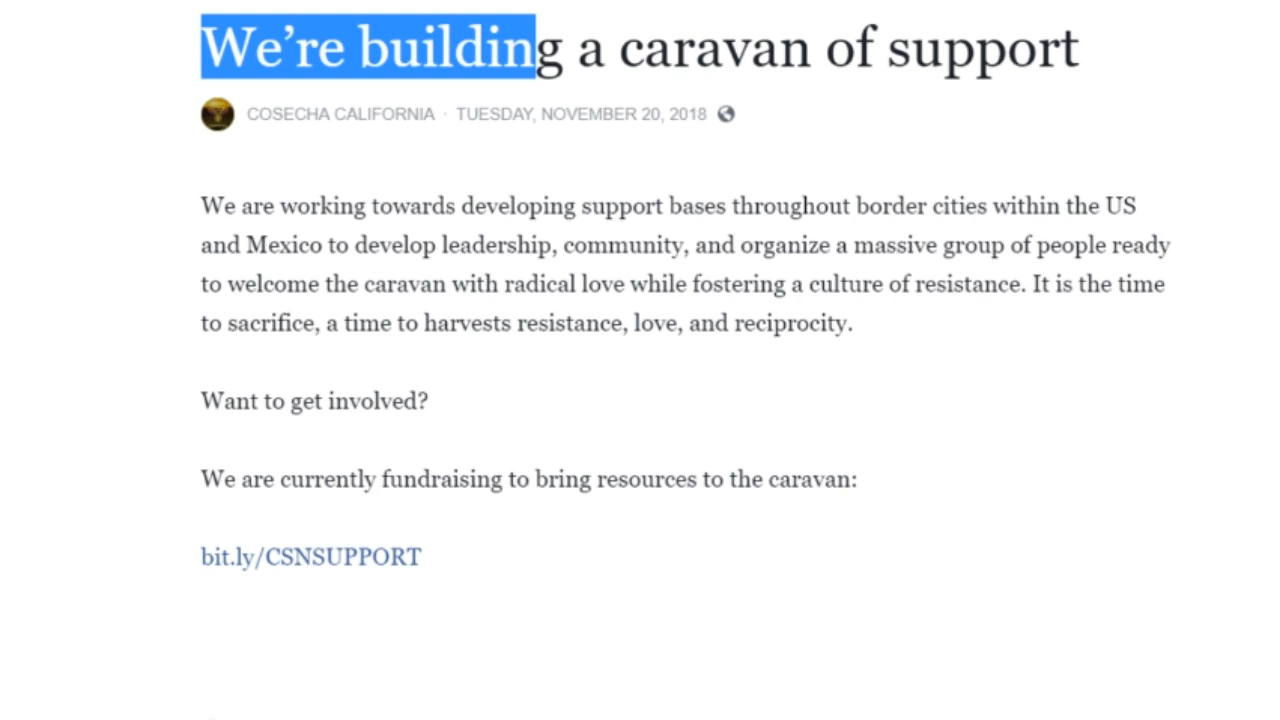 We’re building a caravan of support
COSECHA CALIFORNIA · TUESDAY, NOVEMBER 20, 2018
We are working towards developing support bases throughout border cities within the US
and Mexico to develop leadership, community, and organize a massive group of people ready
to welcome the caravan with radical love while fostering a culture of resistance. It is the time
to sacrifice, a time to harvests resistance, love, and reciprocity.
Want to get involved?
We are currently fundraising to bring resources to the caravan:
bit.ly/CSNSUPPORT